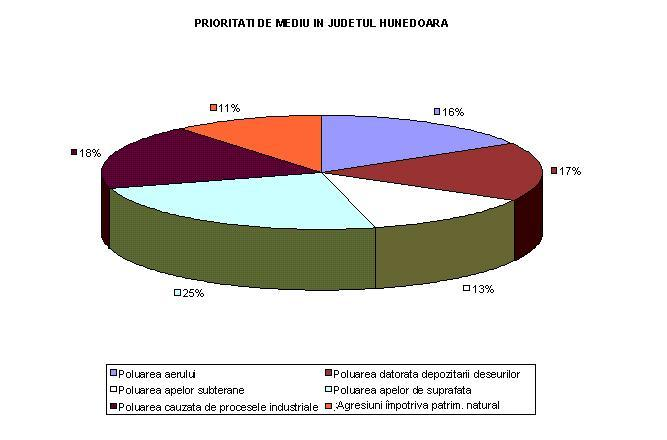 PRIORITATI DE MEDIU IN JUDETUL HUNEDOARA
11%
16%
18%
17%
25%
13%
Poluarea aerului
Poluarea datorata depozitarii deseurilor
Poluarea apelor subterane
Poluarea apelor de suprafata
Poluarea cauzata de procesele industriale
;Agresiuni împotriva patrim. natural